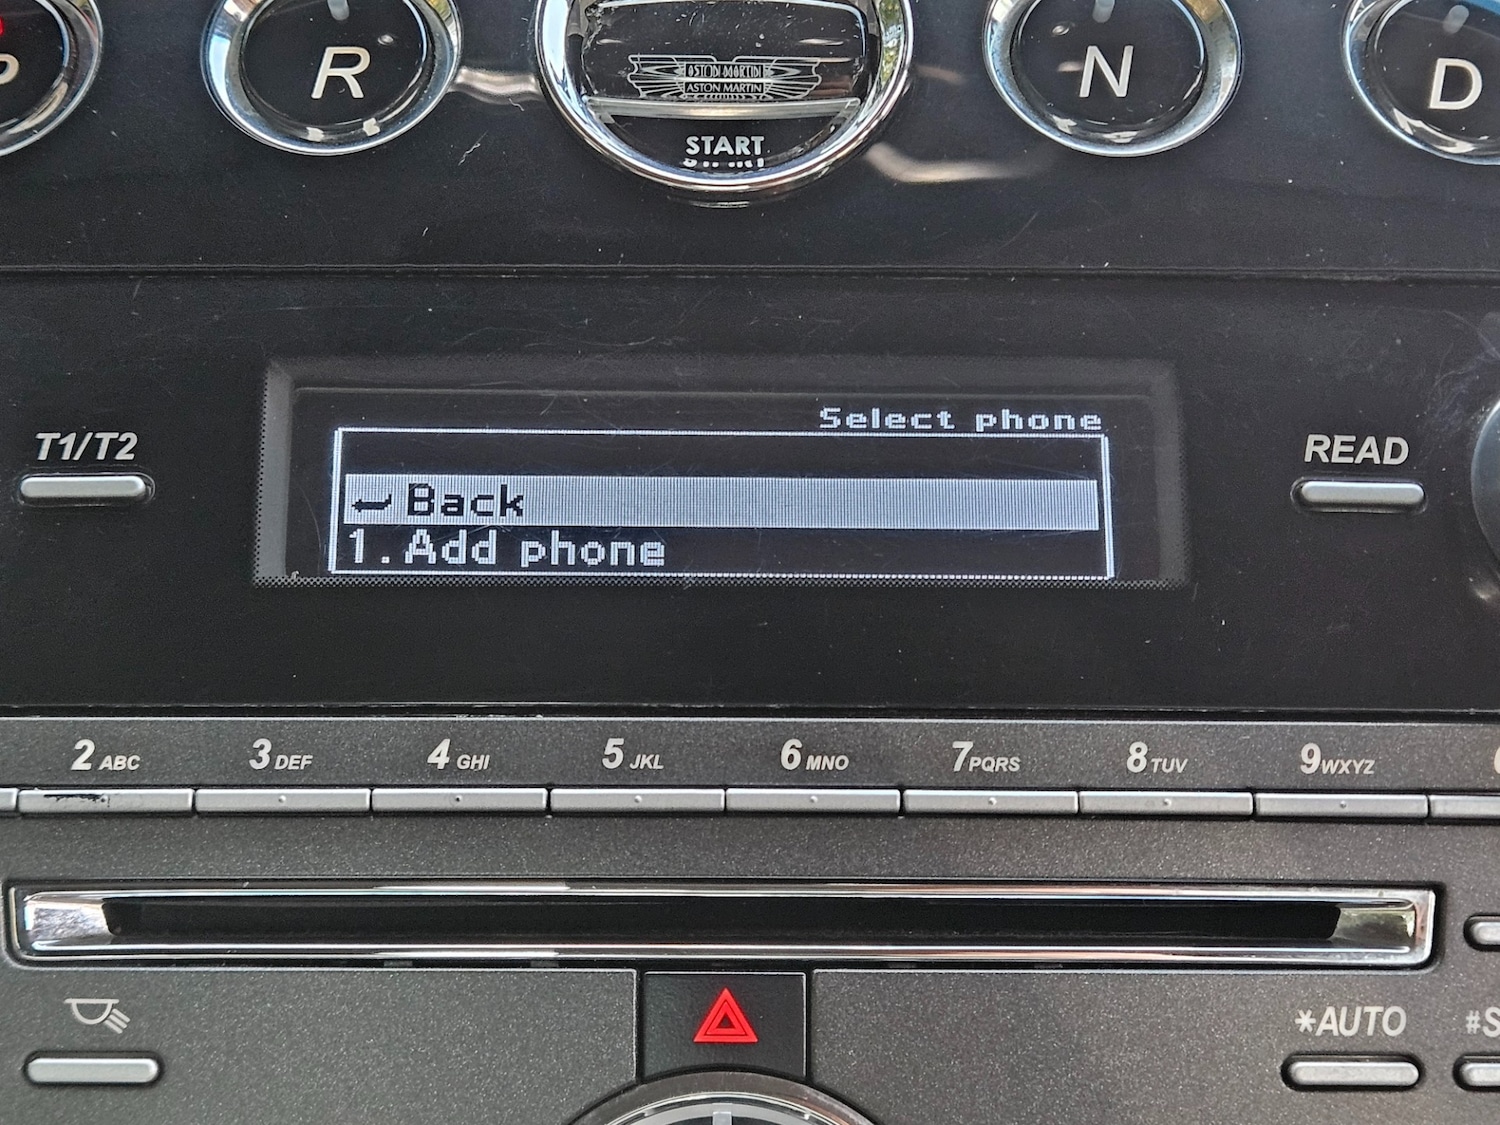 R
ASTON MARTIN
START
N
D
T1/T2
Select phone
Back
1.Add phone
READ
2 ABC
3 DEF
4 GHI
5 JKL
6 MNO
7 PQRS
8 TUV
9 WXYZ
*AUTO